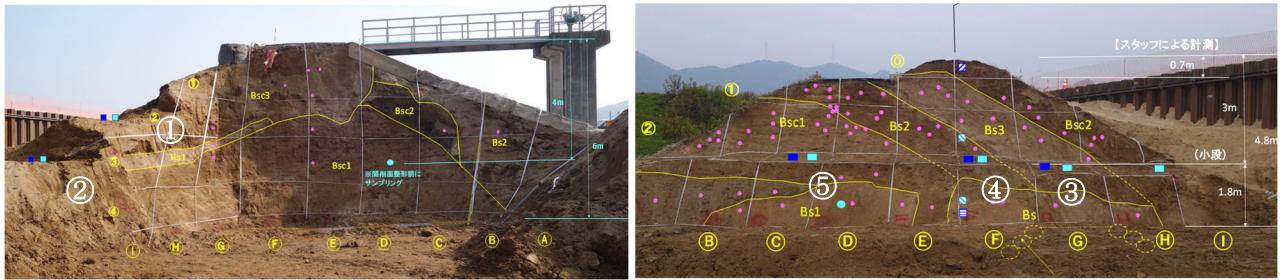 ①
②
③
④
①
②
Bsc3
Bs1
Bsc1
Bsc2
Bs2
4m
6m
※開削面整形前に
サンプリング
Ⓘ
Ⓗ
Ⓖ
Ⓕ
Ⓔ
Ⓓ
Ⓒ
Ⓑ
Ⓐ
【スタッフによる計測】
0.7m
3m
4.8m
(小段)
1.8m
⓪
①
②
Bsc1
Bs2
Bs3
Bsc2
⑤
④
③
Bs1
Bs
Ⓑ
Ⓒ
Ⓓ
Ⓔ
Ⓕ
Ⓖ
Ⓗ
Ⓘ